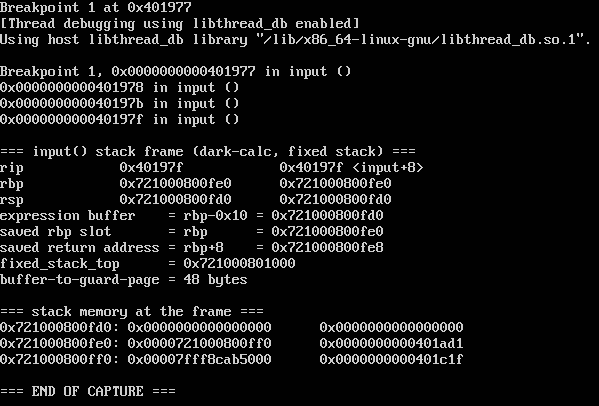 Breakpoint 1 at 0x401977
[Thread debugging using libthread_db enabled]
Using host libthread_db library "/lib/x86_64-linux-gnu/libthread_db.so.1".
Breakpoint 1, 0x0000000000401977 in input ()
0x0000000000401978 in input ()
0x000000000040197b in input ()
0x000000000040197f in input ()
=== input() stack frame (dark-calc, fixed stack) ===
rip            0x40197f            0x40197f <input+8>
rbp            0x721000800fe0      0x721000800fe0
rsp            0x721000800fd0      0x721000800fd0
expression buffer    = rbp-0x10 = 0x721000800fd0
saved rbp slot       = rbp      = 0x721000800fe0
saved return address = rbp+8    = 0x721000800fe8
fixed_stack_top      = 0x721000801000
buffer-to-guard-page = 48 bytes
=== stack memory at the frame ===
0x721000800fd0: 0x0000000000000000      0x0000000000000000
0x721000800fe0: 0x0000721000800ff0      0x0000000000401ad1
0x721000800ff0: 0x00007fff8cab5000      0x0000000000401c1f
=== END OF CAPTURE ===